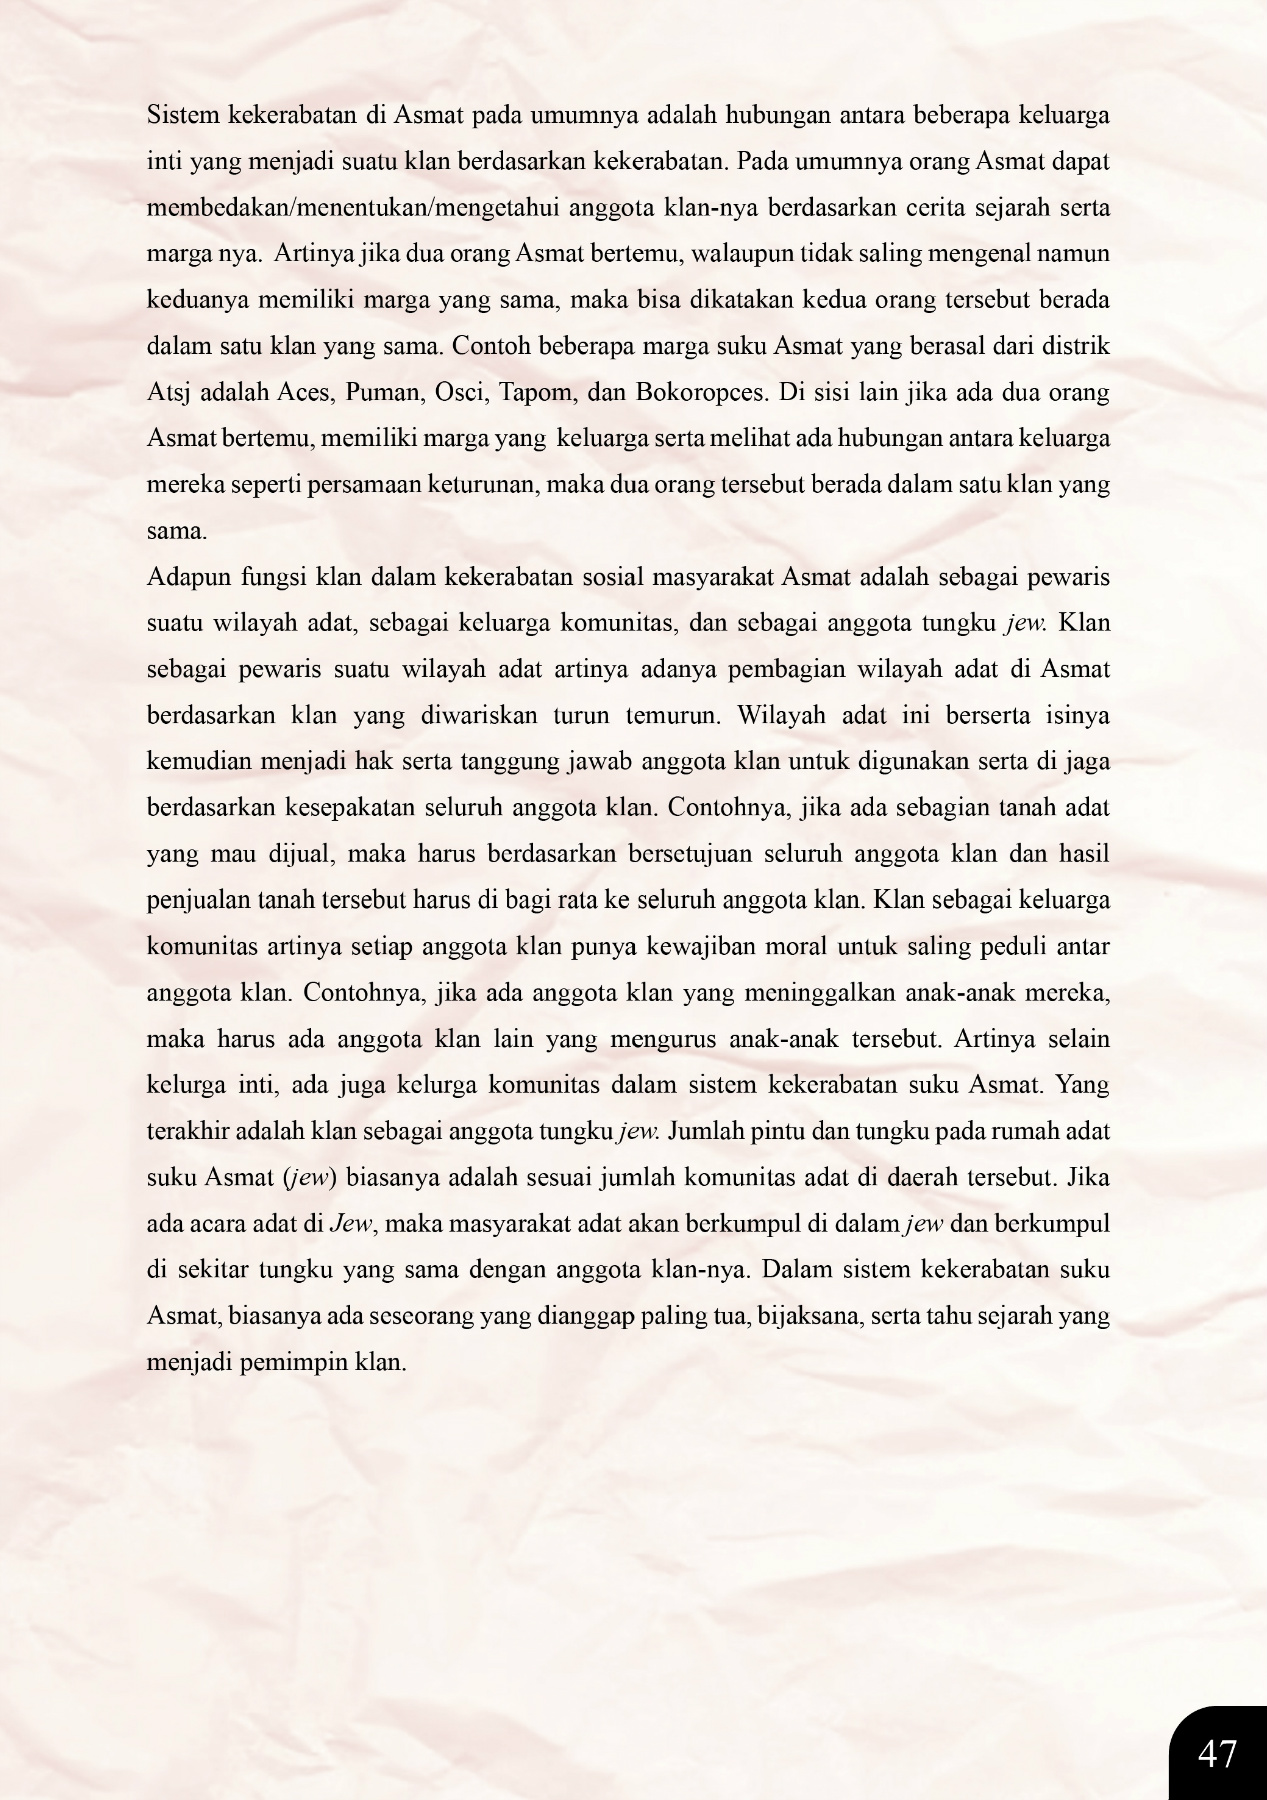 Sistem kekerabatan di Asmat pada umumnya adalah hubungan antara beberapa keluarga
inti yang menjadi suatu klan berdasarkan kekerabatan. Pada umumnya orang Asmat dapat
membedakan/menentukan/mengetahui anggota klan-nya berdasarkan cerita sejarah serta
marga nya.  Artinya jika dua orang Asmat bertemu, walaupun tidak saling mengenal namun
keduanya memiliki marga yang sama, maka bisa dikatakan kedua orang tersebut berada
dalam satu klan yang sama. Contoh beberapa marga suku Asmat yang berasal dari distrik
Atsj adalah Aces, Puman, Osci, Tapom, dan Bokoropces. Di sisi lain jika ada dua orang
Asmat bertemu, memiliki marga yang  keluarga serta melihat ada hubungan antara keluarga
mereka seperti persamaan keturunan, maka dua orang tersebut berada dalam satu klan yang
sama.
Adapun fungsi klan dalam kekerabatan sosial masyarakat Asmat adalah sebagai pewaris
suatu wilayah adat, sebagai keluarga komunitas, dan sebagai anggota tungku jew. Klan
sebagai pewaris suatu wilayah adat artinya adanya pembagian wilayah adat di Asmat
berdasarkan klan yang diwariskan turun temurun. Wilayah adat ini berserta isinya
kemudian menjadi hak serta tanggung jawab anggota klan untuk digunakan serta di jaga
berdasarkan kesepakatan seluruh anggota klan. Contohnya, jika ada sebagian tanah adat
yang mau dijual, maka harus berdasarkan bersetujuan seluruh anggota klan dan hasil
penjualan tanah tersebut harus di bagi rata ke seluruh anggota klan. Klan sebagai keluarga
komunitas artinya setiap anggota klan punya kewajiban moral untuk saling peduli antar
anggota klan. Contohnya, jika ada anggota klan yang meninggalkan anak-anak mereka,
maka harus ada anggota klan lain yang mengurus anak-anak tersebut. Artinya selain
kelurga inti, ada juga kelurga komunitas dalam sistem kekerabatan suku Asmat. Yang
terakhir adalah klan sebagai anggota tungku jew. Jumlah pintu dan tungku pada rumah adat
suku Asmat (jew) biasanya adalah sesuai jumlah komunitas adat di daerah tersebut. Jika
ada acara adat di Jew, maka masyarakat adat akan berkumpul di dalam jew dan berkumpul
di sekitar tungku yang sama dengan anggota klan-nya. Dalam sistem kekerabatan suku
Asmat, biasanya ada seseorang yang dianggap paling tua, bijaksana, serta tahu sejarah yang
menjadi pemimpin klan.
47